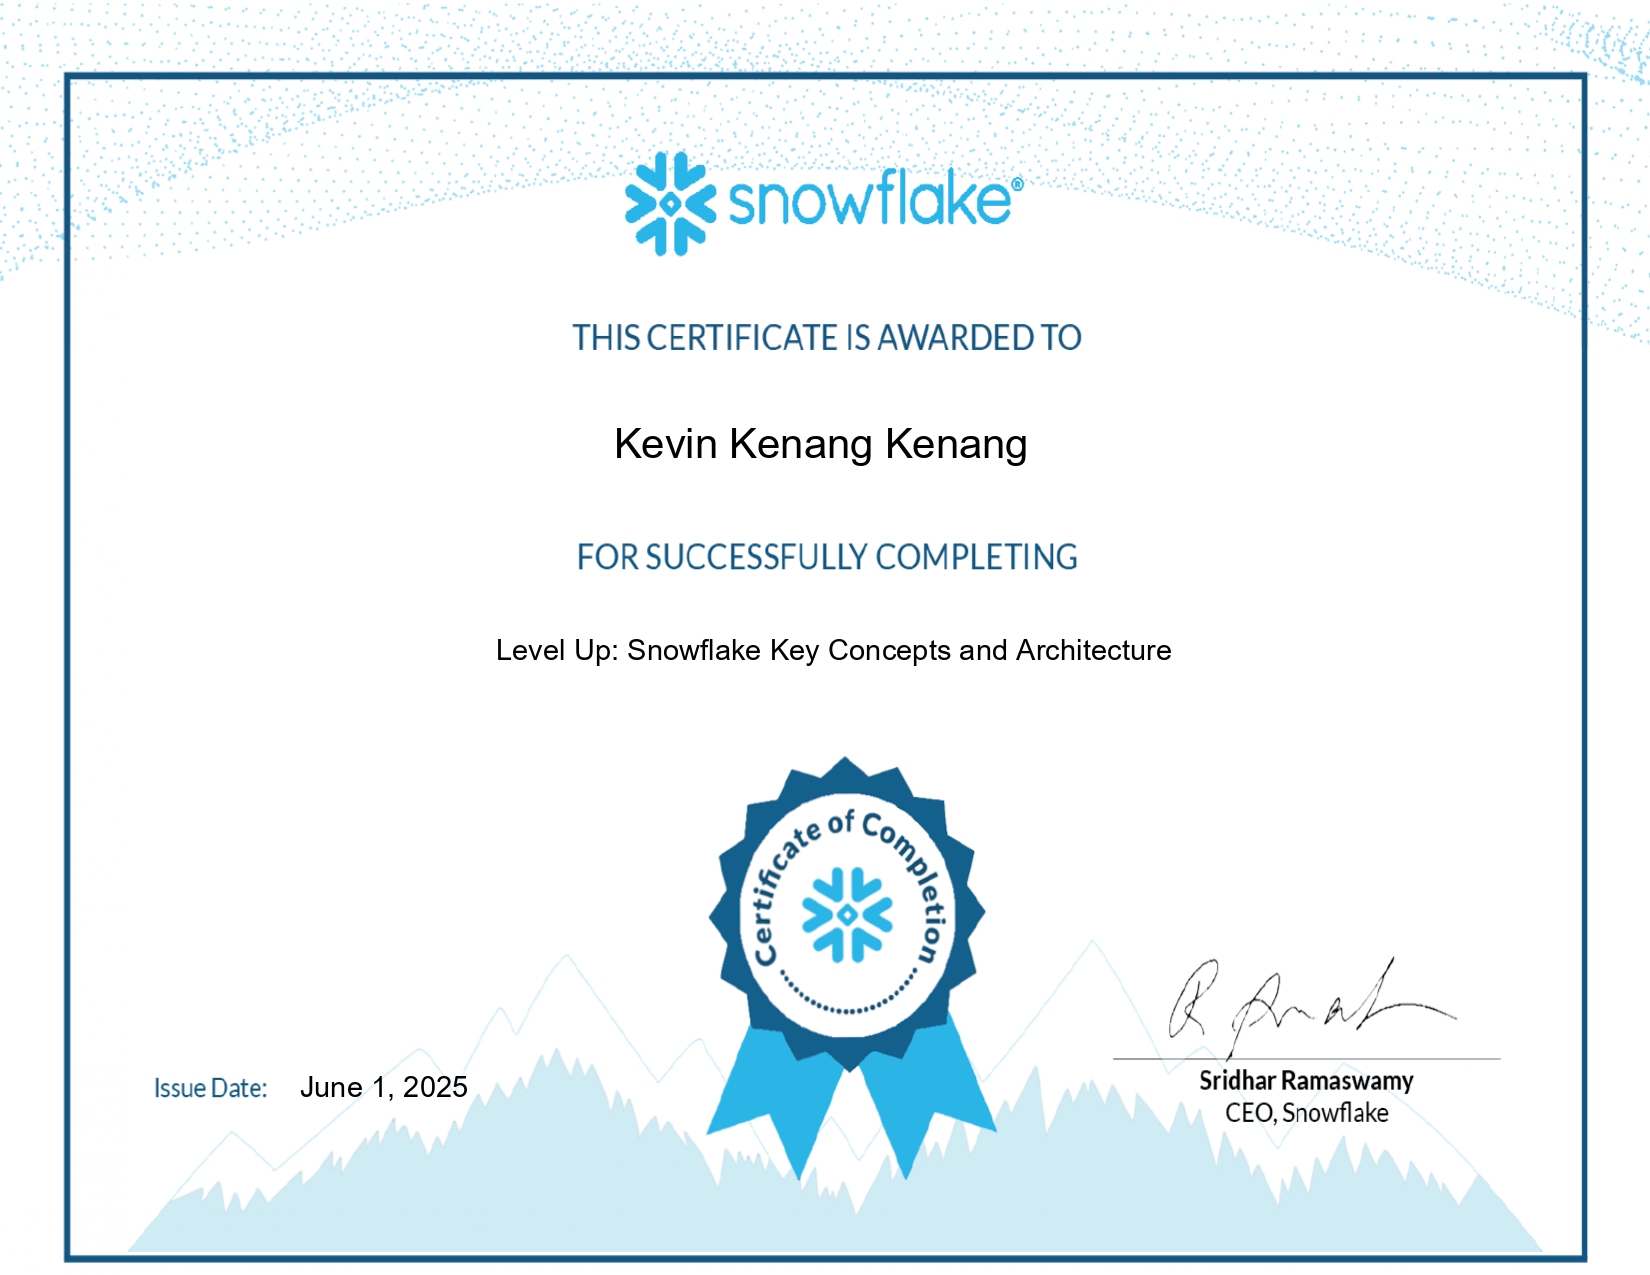 snowflake®
THIS CERTIFICATE IS AWARDED TO
Kevin Kenang Kenang
FOR SUCCESSFULLY COMPLETING
Level Up: Snowflake Key Concepts and Architecture
Certificate of Completion
Issue Date: June 1, 2025
Sridhar Ramaswamy
CEO, Snowflake